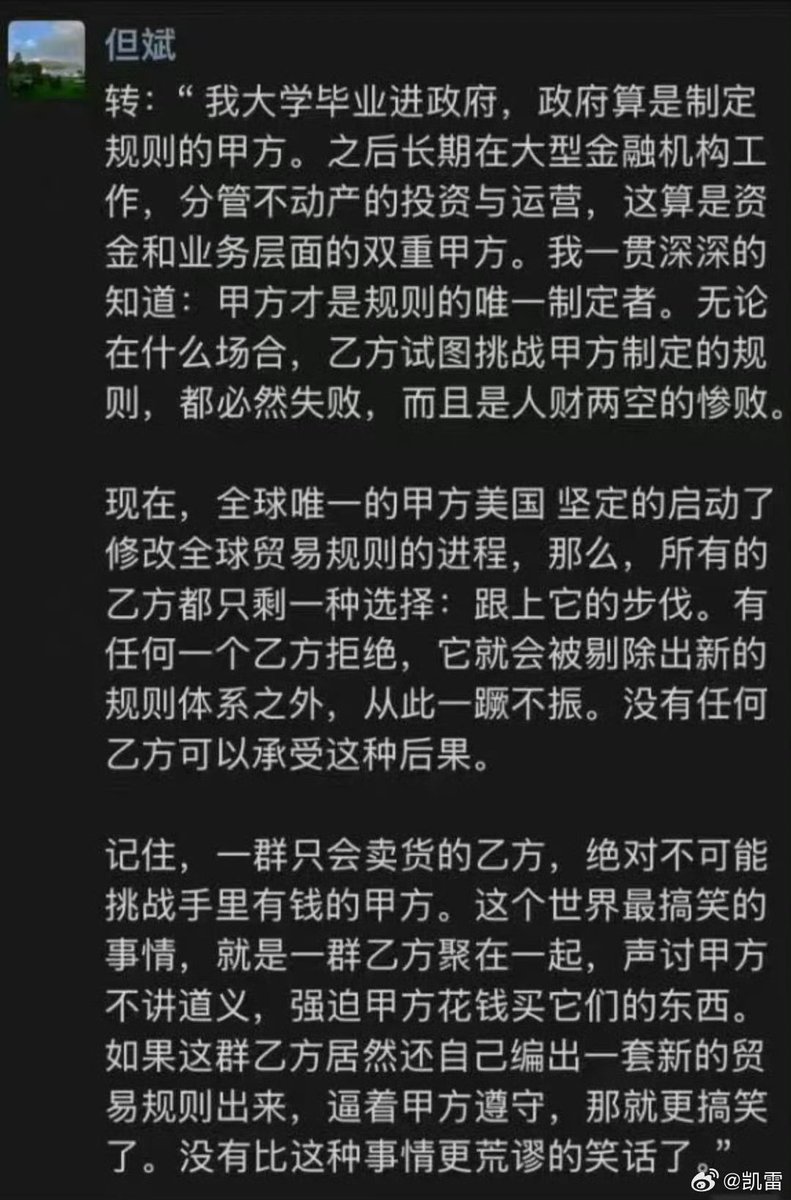 但斌
转：“ 我大学毕业进政府，政府算是制定
规则的甲方。之后长期在大型金融机构工
作，分管不动产的投资与运营，这算是资
金和业务层面的双重甲方。我一贯深深的
知道：甲方才是规则的唯一制定者。无论
在什么场合，乙方试图挑战甲方制定的规
则，都必然失败，而且是人财两空的惨败。
现在，全球唯一的甲方美国 坚定的启动了
修改全球贸易规则的进程，那么，所有的
乙方都只剩一种选择：跟上它的步伐。有
任何一个乙方拒绝，它就会被剔除出新的
规则体系之外，从此一蹶不振。没有任何
乙方可以承受这种后果。
记住，一群只会卖货的乙方，绝对不可能
挑战手里有钱的甲方。这个世界最搞笑的
事情，就是一群乙方聚在一起，声讨甲方
不讲道义，强迫甲方花钱买它们的东西。
如果这群乙方居然还自己编出一套新的贸
易规则出来，逼着甲方遵守，那就更搞笑
了。没有比这种事情更荒谬的笑话了。”
@凯雷